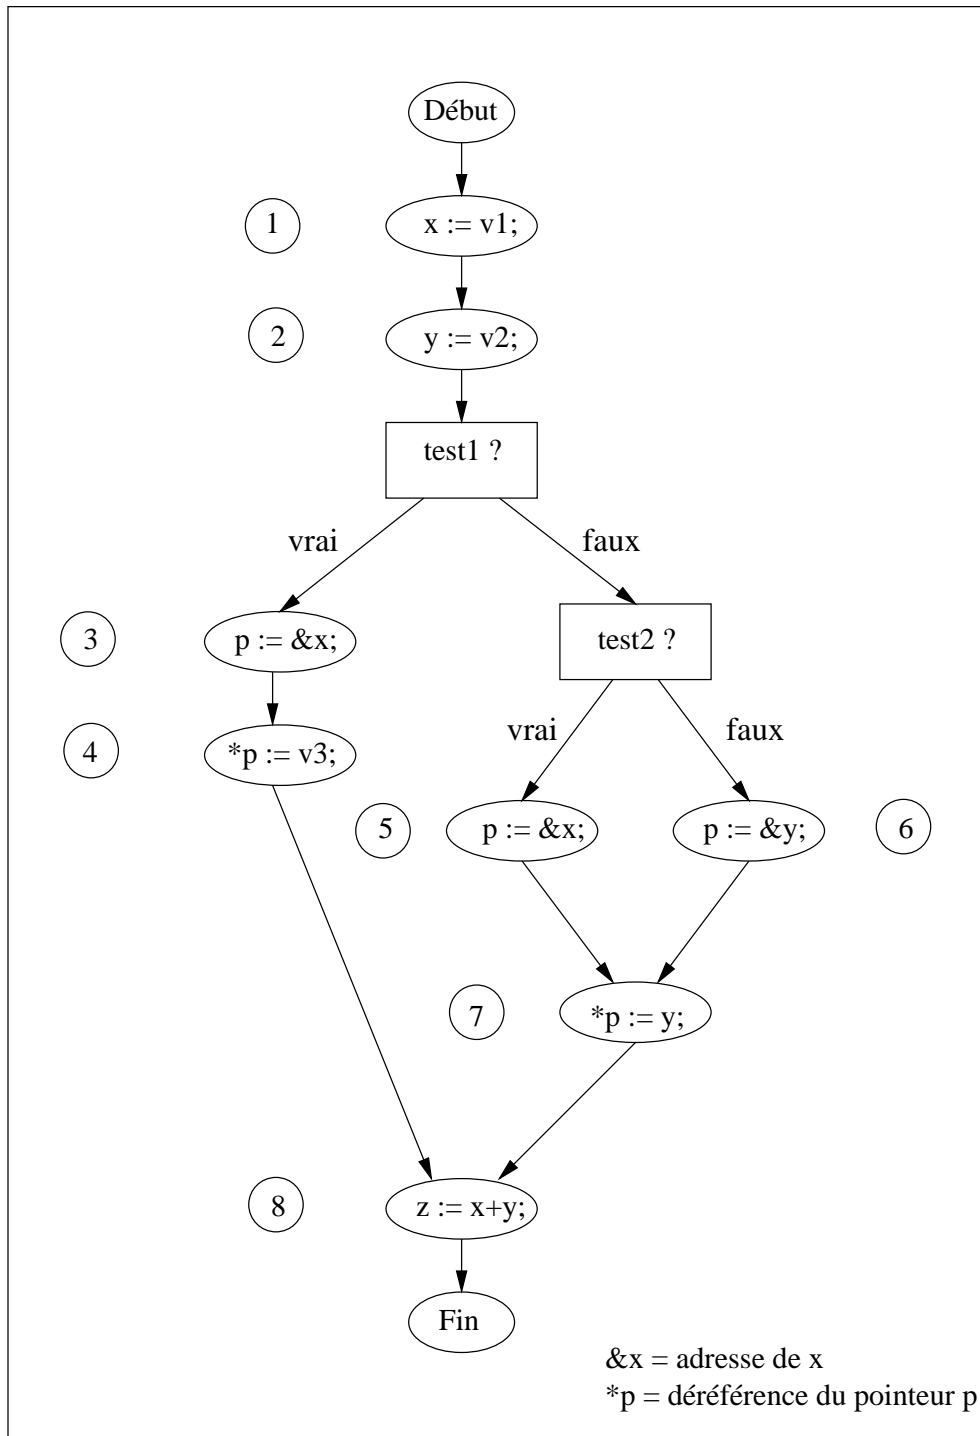 Début
1
x := v1;
2
y := v2;
test1 ?
vrai
faux
3
p := &x;
test2 ?
4
*p := v3;
vrai
faux
5
p := &x;
p := &y;
6
7
*p := y;
8
z := x+y;
Fin
&x = adresse de x
*p = déréférence du pointeur p